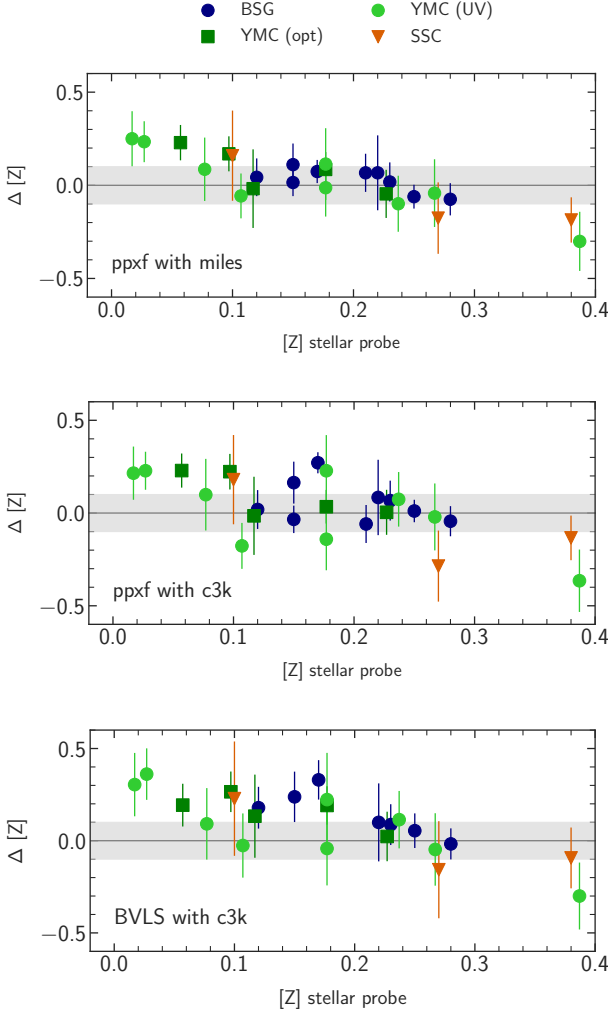 BSG
YMC (UV)
YMC (opt)
SSC
0.5
0.0
−0.5
Δ [Z]
ppxf with miles
0.0 0.1 0.2 0.3 0.4
[Z] stellar probe
0.5
0.0
−0.5
Δ [Z]
ppxf with c3k
0.0 0.1 0.2 0.3 0.4
[Z] stellar probe
0.5
0.0
−0.5
Δ [Z]
BVLS with c3k
0.0 0.1 0.2 0.3 0.4
[Z] stellar probe